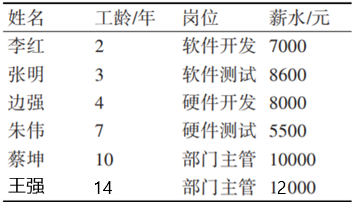 姓名 工龄/年 岗位 薪水/元
李红 2 软件开发 7000
张明 3 软件测试 8600
边强 4 硬件开发 8000
朱伟 7 硬件测试 5500
蔡坤 10 部门主管 10000
王强 14 部门主管 12000